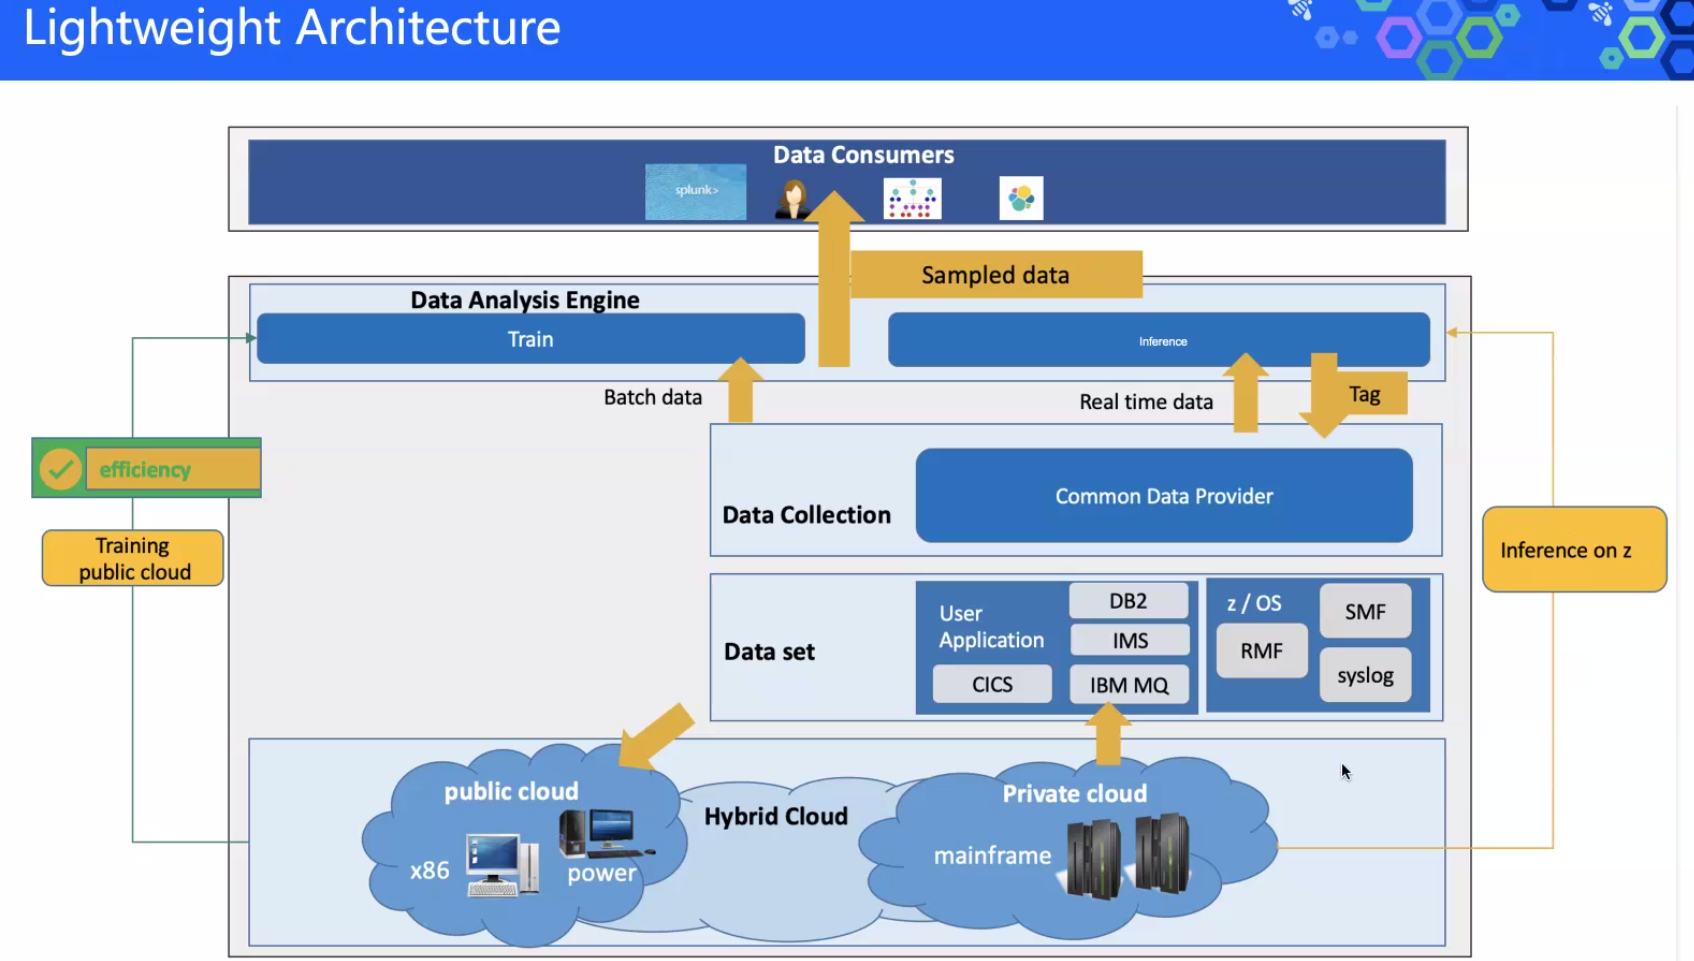 Lightweight Architecture
Data Consumers
splunk>
Sampled data
Data Analysis Engine
Train
Inference
Batch data
Real time data
Tag
efficiency
Training
public cloud
Data Collection
Common Data Provider
Inference on z
Data set
User
Application
DB2
IMS
CICS
IBM MQ
z / OS
SMF
RMF
syslog
public cloud
x86
power
Hybrid Cloud
Private cloud
mainframe